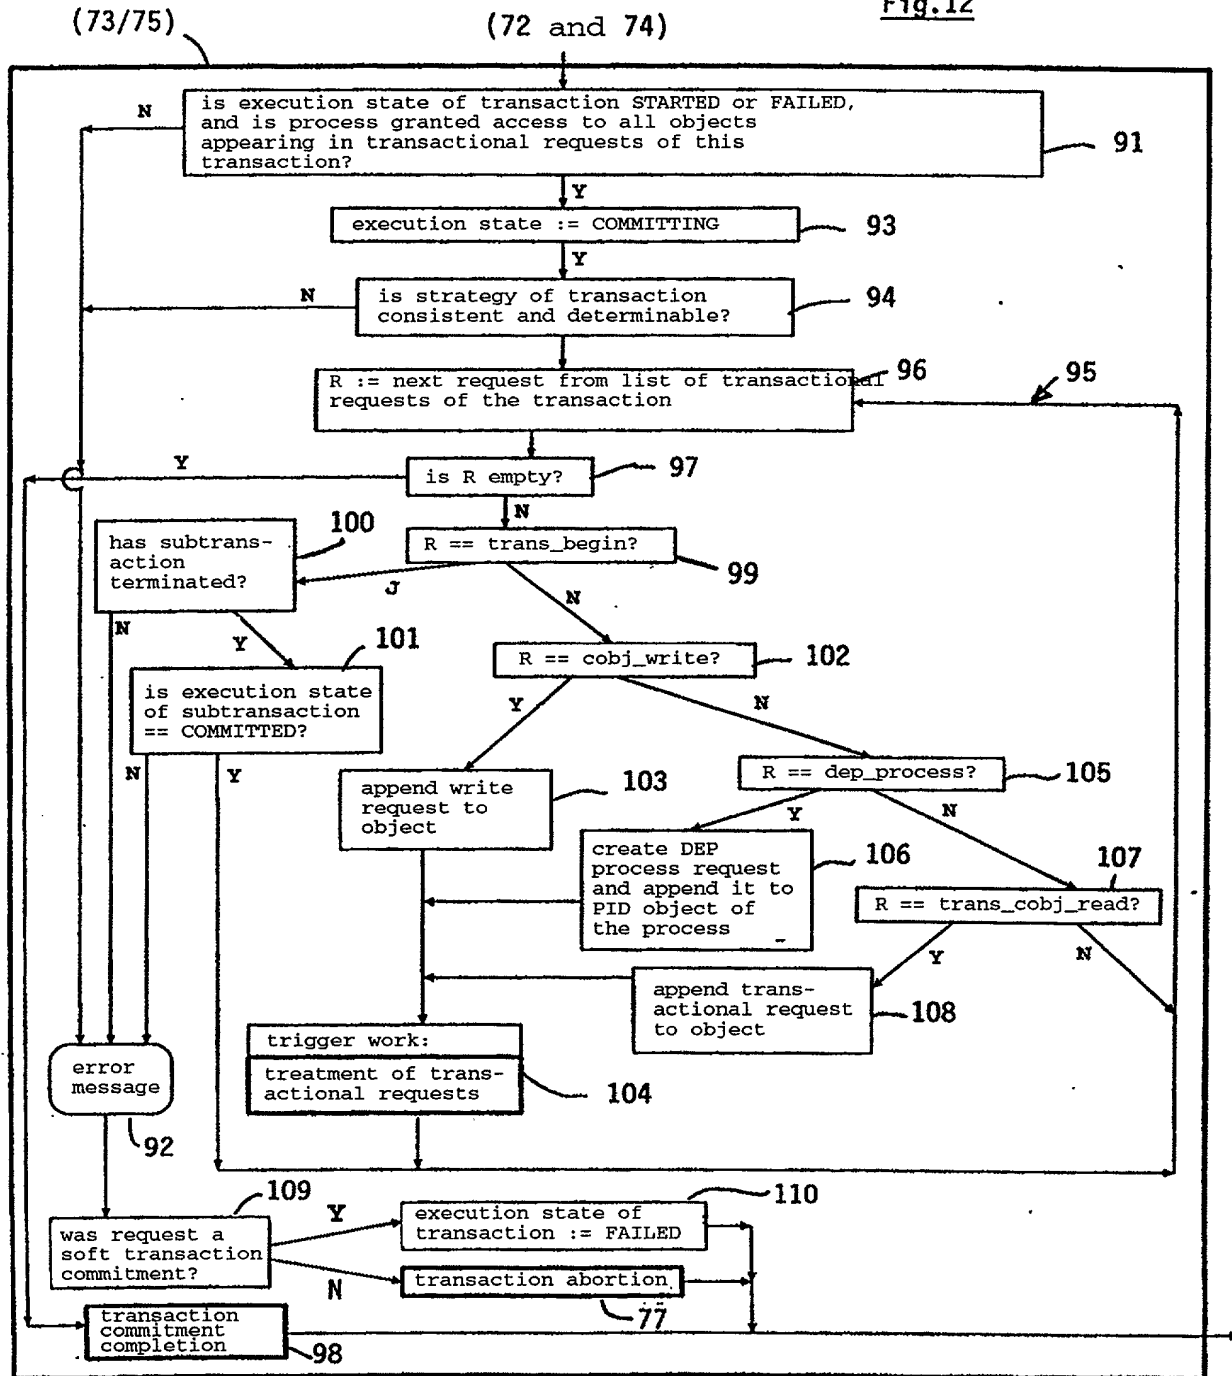 (73/75)
(72 and 74)
Fig.12
N
is execution state of transaction STARTED or FAILED,
and is process granted access to all objects
appearing in transactional requests of this
transaction?
91
Y
execution state := COMMITTING
93
Y
N
is strategy of transaction
consistent and determinable?
94
R := next request from list of transactional
requests of the transaction
96
95
Y
is R empty?
97
N
100
has subtrans-
action
terminated?
R == trans_begin?
99
J
N
N
Y
101
R == cobj_write?
102
is execution state
of subtransaction
== COMMITTED?
Y
N
N
Y
R == dep_process?
105
append write
request to
object
103
Y
N
create DEP
process request
and append it to
PID object of
the process
106
107
R == trans_cobj_read?
Y
N
append trans-
actional request
to object
108
trigger work:
treatment of trans-
actional requests
104
error
message
92
109
110
was request a
soft transaction
commitment?
Y
execution state of
transaction := FAILED
N
transaction abortion
77
transaction
commitment
completion
98